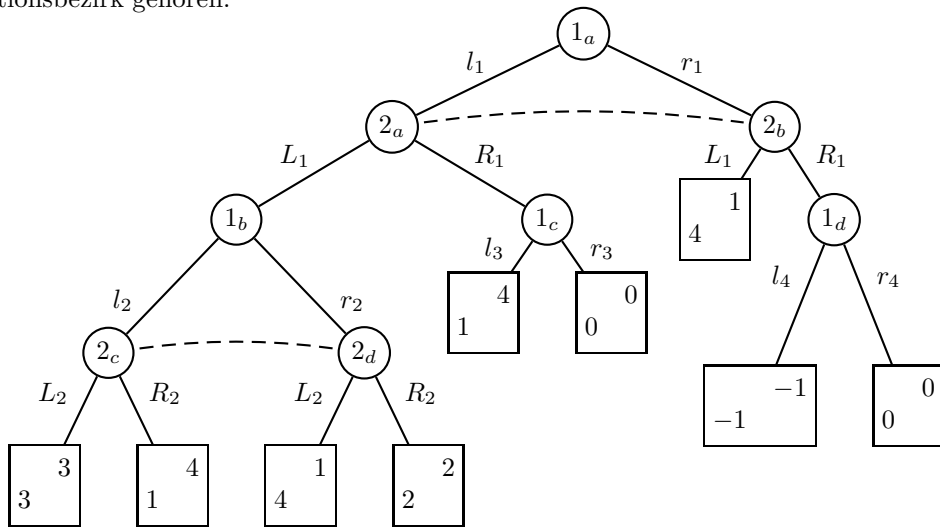 tionsbezirk gehören.
1a
l1 r1
2a 2b
L1 R1 L1 R1
1b 1c 1 4 1d
l2 r2 l3 r3 l4 r4
4 1 0 0
2c 2d
L2 R2 L2 R2 −1 −1 0 0
3 3 4 1 1 4 2 2